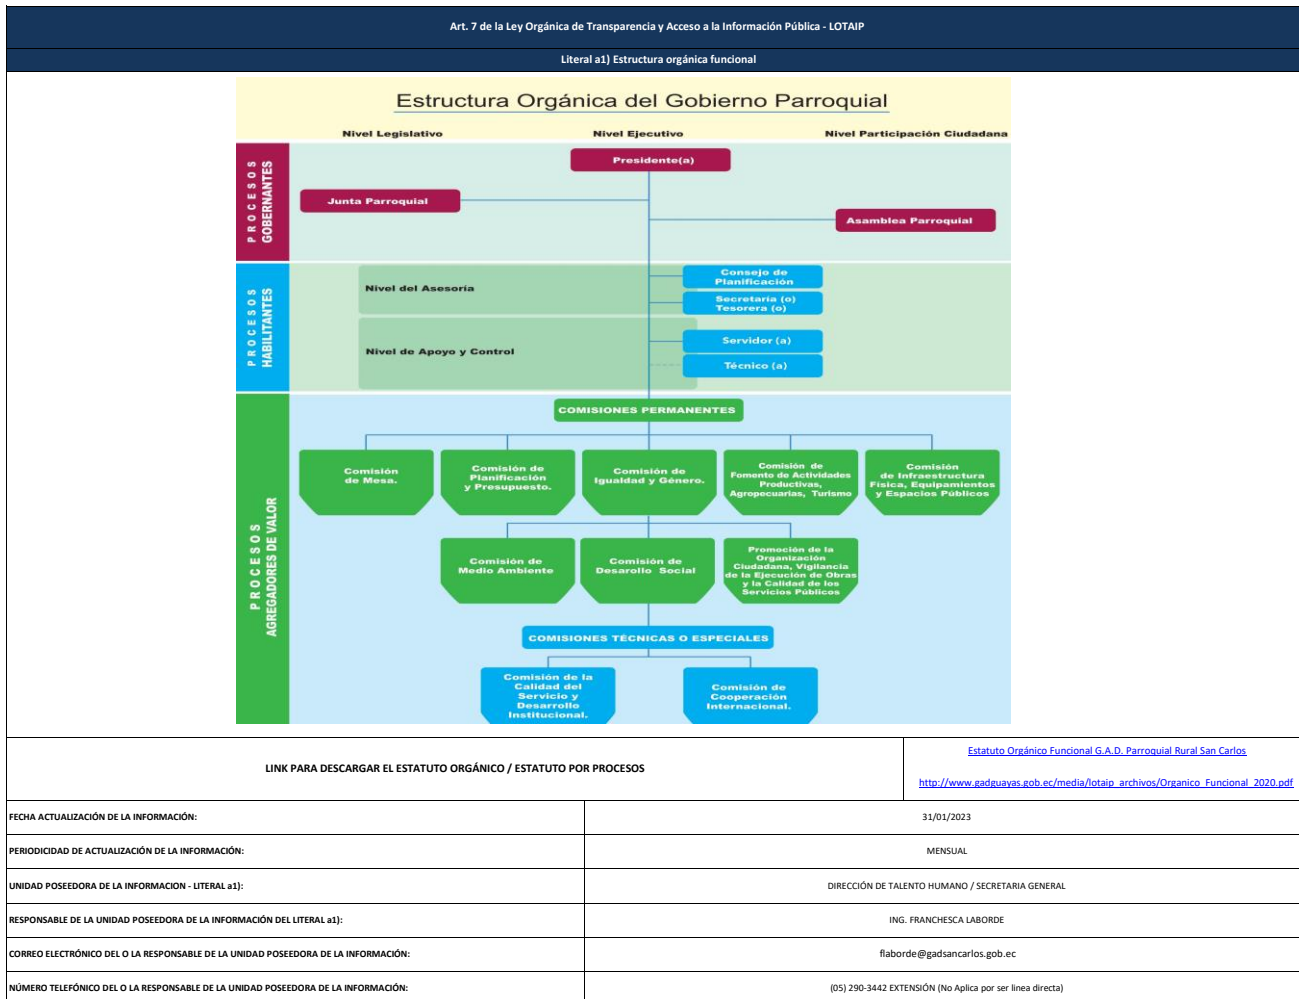 Art. 7 de la Ley Orgánica de Transparencia y Acceso a la Información Pública - LOTAIP
Literal a1) Estructura orgánica funcional
Estructura Orgánica del Gobierno Parroquial
Nivel Legislativo
Nivel Ejecutivo
Nivel Participación Ciudadana
PROCESOS
GOBERNANTES
Presidente(a)
Junta Parroquial
Asamblea Parroquial
PROCESOS
HABILITANTES
Nivel del Asesoría
Consejo de
Planificación
Secretaría (o)
Tesorera (o)
Nivel de Apoyo y Control
Servidor (a)
Técnico (a)
PROCESOS
AGREGADORES DE VALOR
COMISIONES PERMANENTES
Comisión
de Mesa.
Comisión de
Planificación
y Presupuesto.
Comisión de
Igualdad y Género.
Comisión de
Fomento de Actividades
Productivas,
Agropecuarias, Turismo
Comisión
de Infraestructura
Física, Equipamientos
y Espacios Públicos
Comisión de
Medio Ambiente
Comisión de
Desarollo Social
Promoción de la
Organización
Ciudadana, Vigilancia
de la Ejecución de Obras
y la Calidad de los
Servicios Públicos
COMISIONES TÉCNICAS O ESPECIALES
Comisión de la
Calidad del
Servicio y
Desarrollo
Institucional.
Comisión de
Cooperación
Internacional.
LINK PARA DESCARGAR EL ESTATUTO ORGÁNICO / ESTATUTO POR PROCESOS
Estatuto Orgánico Funcional G.A.D. Parroquial Rural San Carlos
http://www.gadguayas.gob.ec/media/lotaip_archivos/Organico_Funcional_2020.pdf
FECHA ACTUALIZACIÓN DE LA INFORMACIÓN:
31/01/2023
PERIODICIDAD DE ACTUALIZACIÓN DE LA INFORMACIÓN:
MENSUAL
UNIDAD POSEEDORA DE LA INFORMACION - LITERAL a1):
DIRECCIÓN DE TALENTO HUMANO / SECRETARIA GENERAL
RESPONSABLE DE LA UNIDAD POSEEDORA DE LA INFORMACIÓN DEL LITERAL a1):
ING. FRANCHESCA LABORDE
CORREO ELECTRÓNICO DEL O LA RESPONSABLE DE LA UNIDAD POSEEDORA DE LA INFORMACIÓN:
flaborde@gadsancarlos.gob.ec
NÚMERO TELEFÓNICO DEL O LA RESPONSABLE DE LA UNIDAD POSEEDORA DE LA INFORMACIÓN:
(05) 290-3442 EXTENSIÓN (No Aplica por ser linea directa)